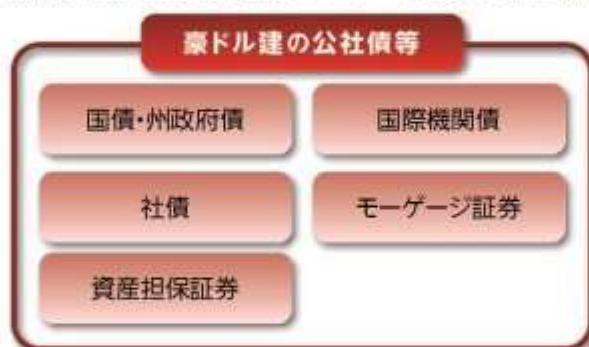 豪ドル建の公社債等
国債・州政府債
国際機関債
社債
モーゲージ証券
資産担保証券